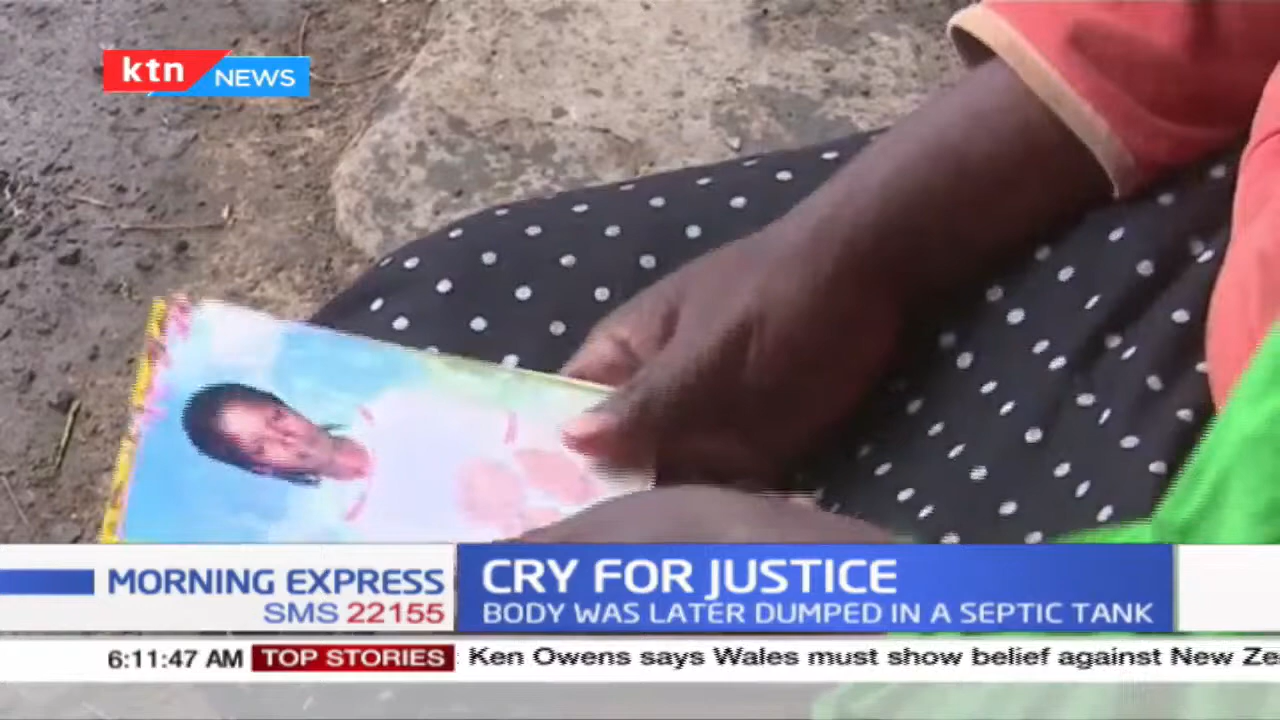 ktn NEWS
MORNING EXPRESS
SMS 22155
CRY FOR JUSTICE
BODY WAS LATER DUMPED IN A SEPTIC TANK
6:11:47 AM TOP STORIES Ken Owens says Wales must show belief against New Ze